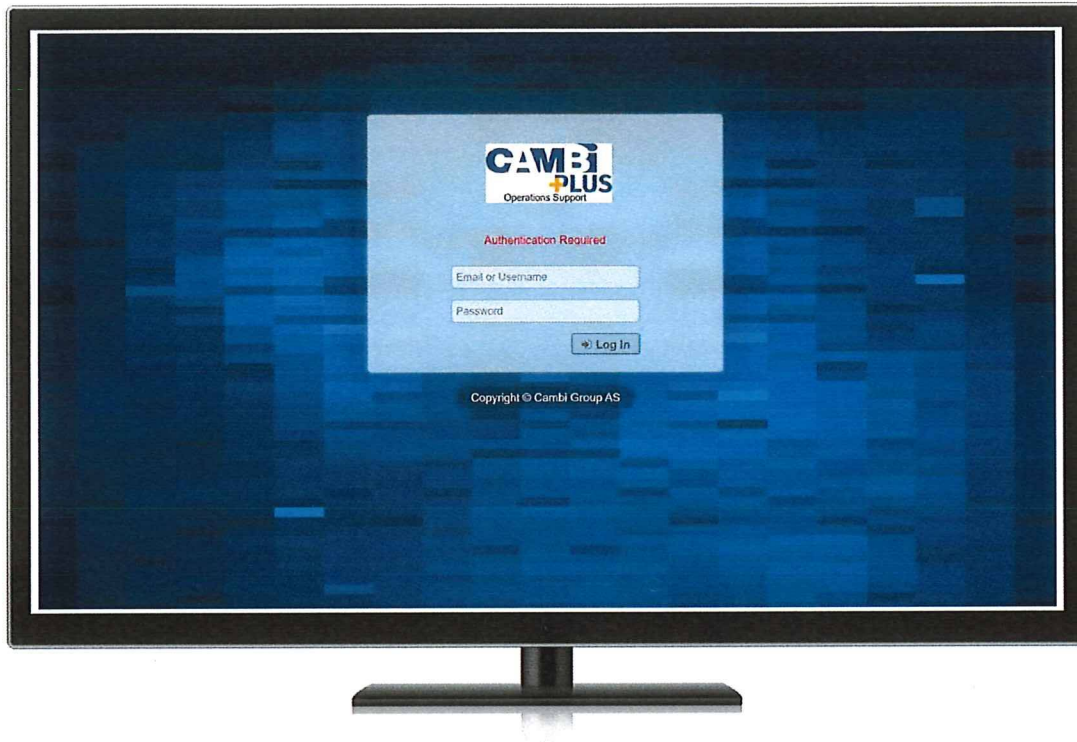 CAMBi
PLUS
Operations Support
Authentication Required
Email or Username
Password
Log In
Copyright © Cambi Group AS